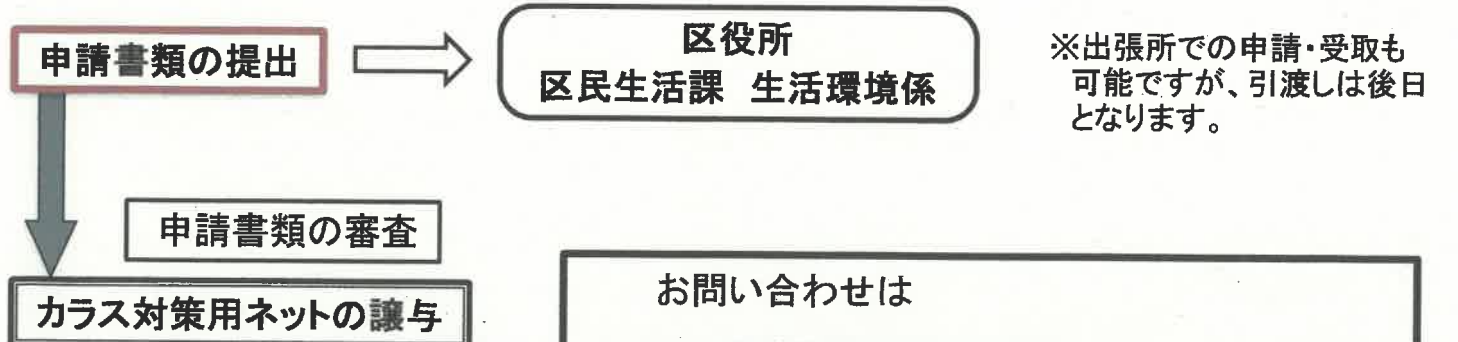 申請書類の提出
区役所
区民生活課 生活環境係
※出張所での申請・受取も
可能ですが、引渡しは後日
となります。
申請書類の審査
カラス対策用ネットの譲与
お問い合わせは